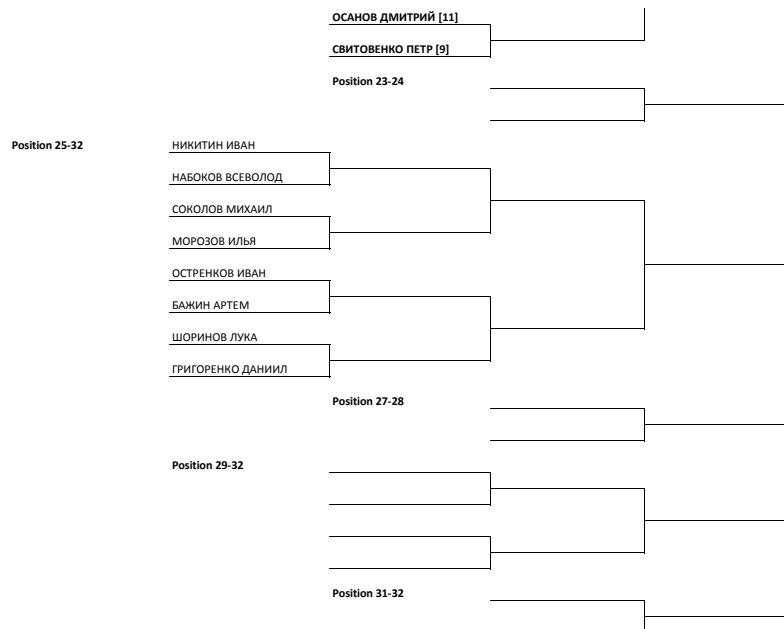 ОСАНОВ ДМИТРИЙ [11]
СВИТОВЕНКО ПЕТР [9]
Position 23-24
Position 25-32
НИКИТИН ИВАН
НАБОКОВ ВСЕВОЛОД
СОКОЛОВ МИХАИЛ
МОРОЗОВ ИЛЬЯ
ОСТРЕНКОВ ИВАН
БАЖИН АРТЕМ
ШОРИНОВ ЛУКА
ГРИГОРЕНКО ДАНИИЛ
Position 27-28
Position 29-32
Position 31-32